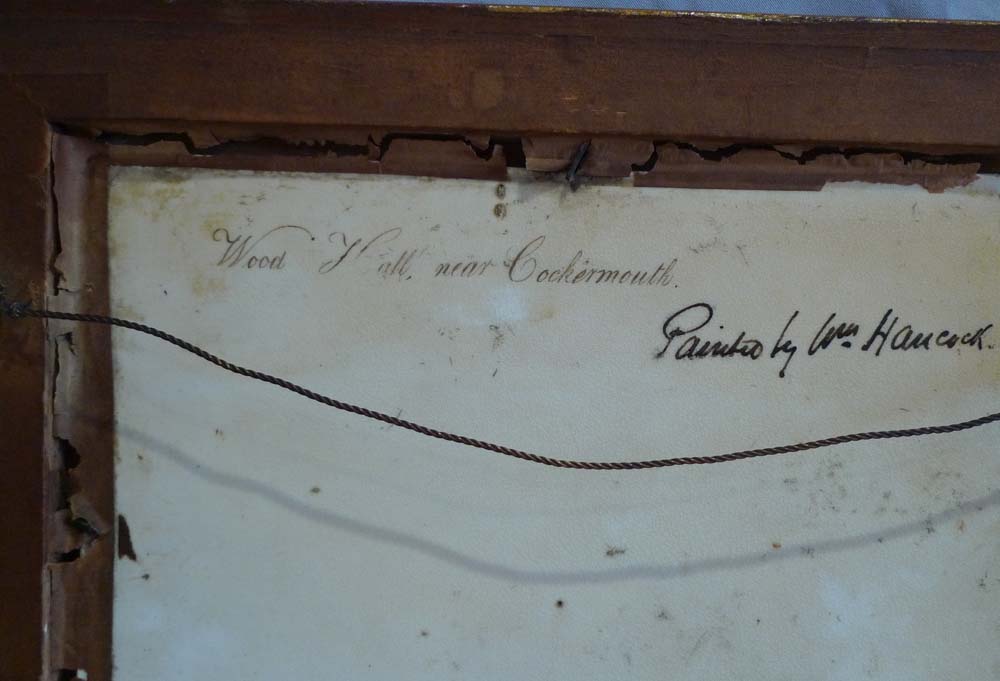 Wood Hall, near Cockermouth.
Painted by Wm. Hancock.